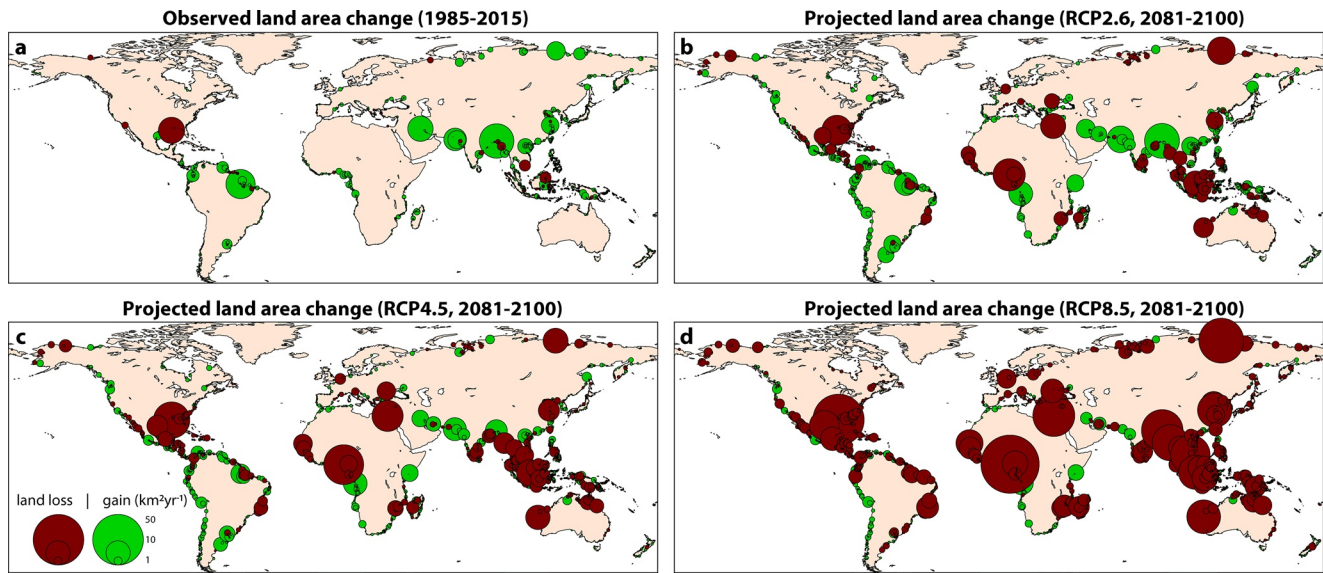 Observed land area change (1985-2015)
Projected land area change (RCP2.6, 2081-2100)
a
b
Projected land area change (RCP4.5, 2081-2100)
Projected land area change (RCP8.5, 2081-2100)
c
d
land loss | gain (km²yr⁻¹)
50
10
1